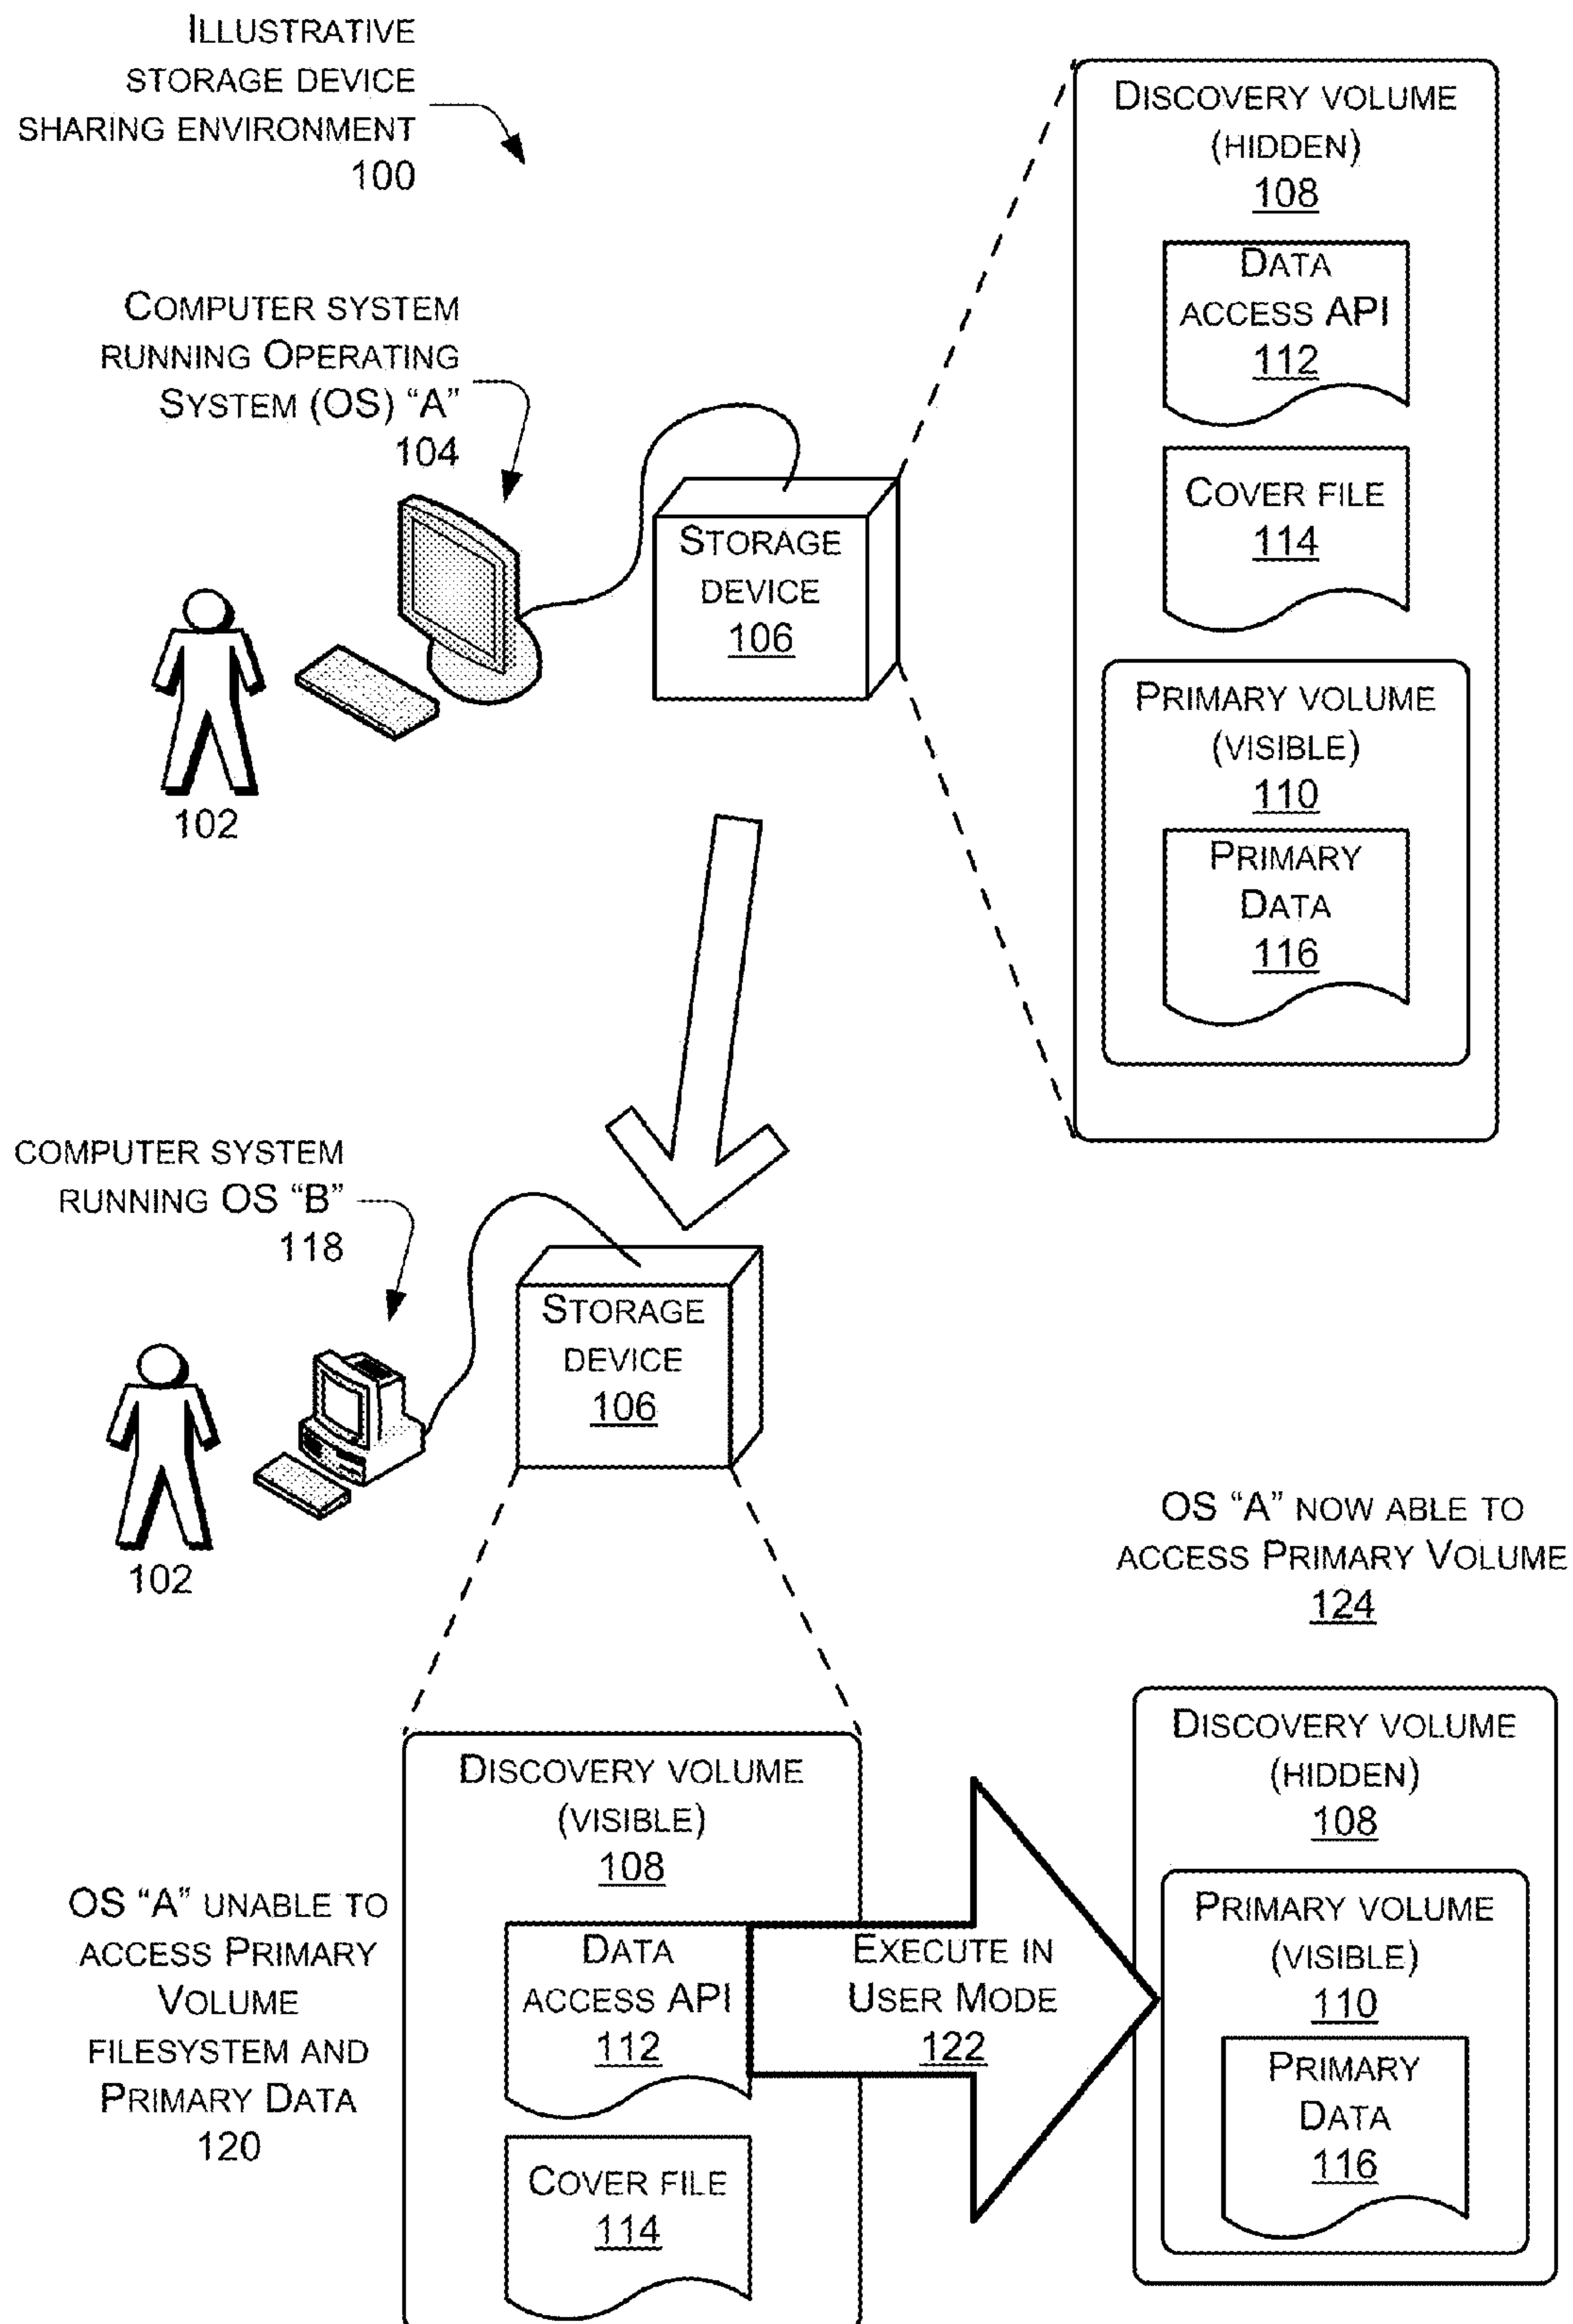 ILLUSTRATIVE
STORAGE DEVICE
SHARING ENVIRONMENT
100
COMPUTER SYSTEM
RUNNING OPERATING
SYSTEM (OS) “A”
104
STORAGE
DEVICE
106
102
DISCOVERY VOLUME
(HIDDEN)
108
DATA
ACCESS API
112
COVER FILE
114
PRIMARY VOLUME
(VISIBLE)
110
PRIMARY
DATA
116
COMPUTER SYSTEM
RUNNING OS “B”
118
STORAGE
DEVICE
106
102
OS “A” UNABLE TO
ACCESS PRIMARY
VOLUME
FILESYSTEM AND
PRIMARY DATA
120
DISCOVERY VOLUME
(VISIBLE)
108
DATA
ACCESS API
112
COVER FILE
114
EXECUTE IN
USER MODE
122
OS “A” NOW ABLE TO
ACCESS PRIMARY VOLUME
124
DISCOVERY VOLUME
(HIDDEN)
108
PRIMARY VOLUME
(VISIBLE)
110
PRIMARY
DATA
116